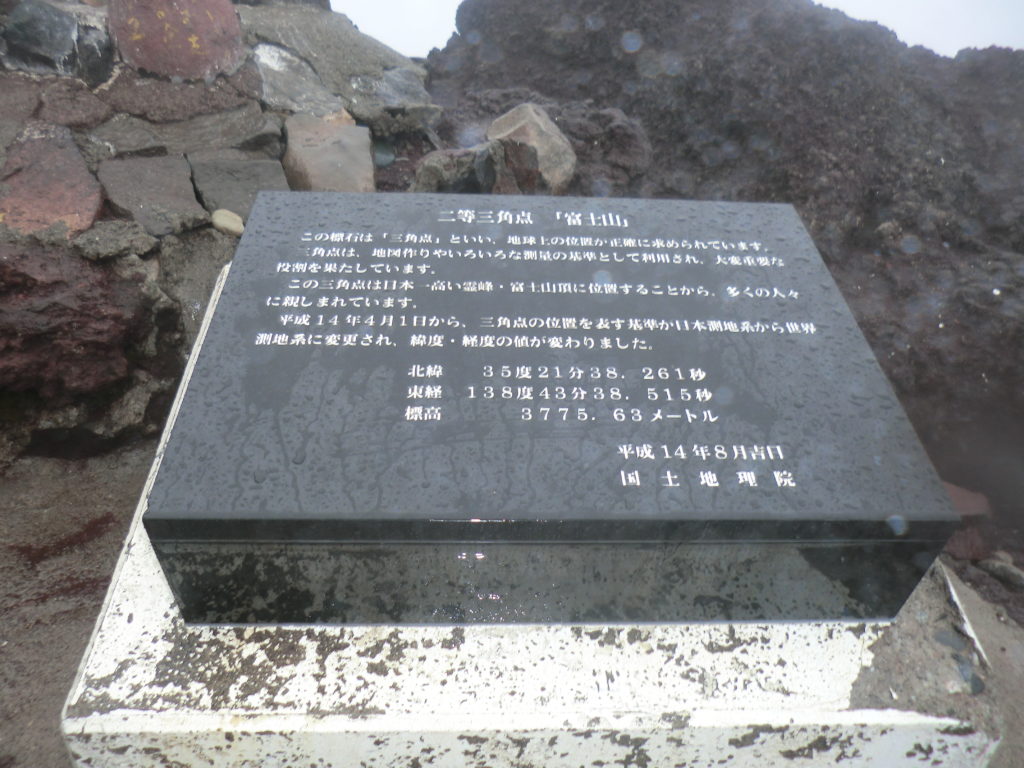 二等三角点 「富士山」
この標石は「三角点」といい、地球上の位置が正確に求められています。
三角点は、地図作りやいろいろな測量の基準として利用され、大変重要な
役割を果たしています。
この三角点は日本一高い霊峰・富士山頂に位置することから、多くの人々
に親しまれています。
平成14年4月1日から、三角点の位置を表す基準が日本測地系から世界
測地系に変更され、緯度・経度の値が変わりました。
北緯 35度21分38.261秒
東経 138度43分38.515秒
標高 3775.63メートル
平成14年8月吉日
国土地理院